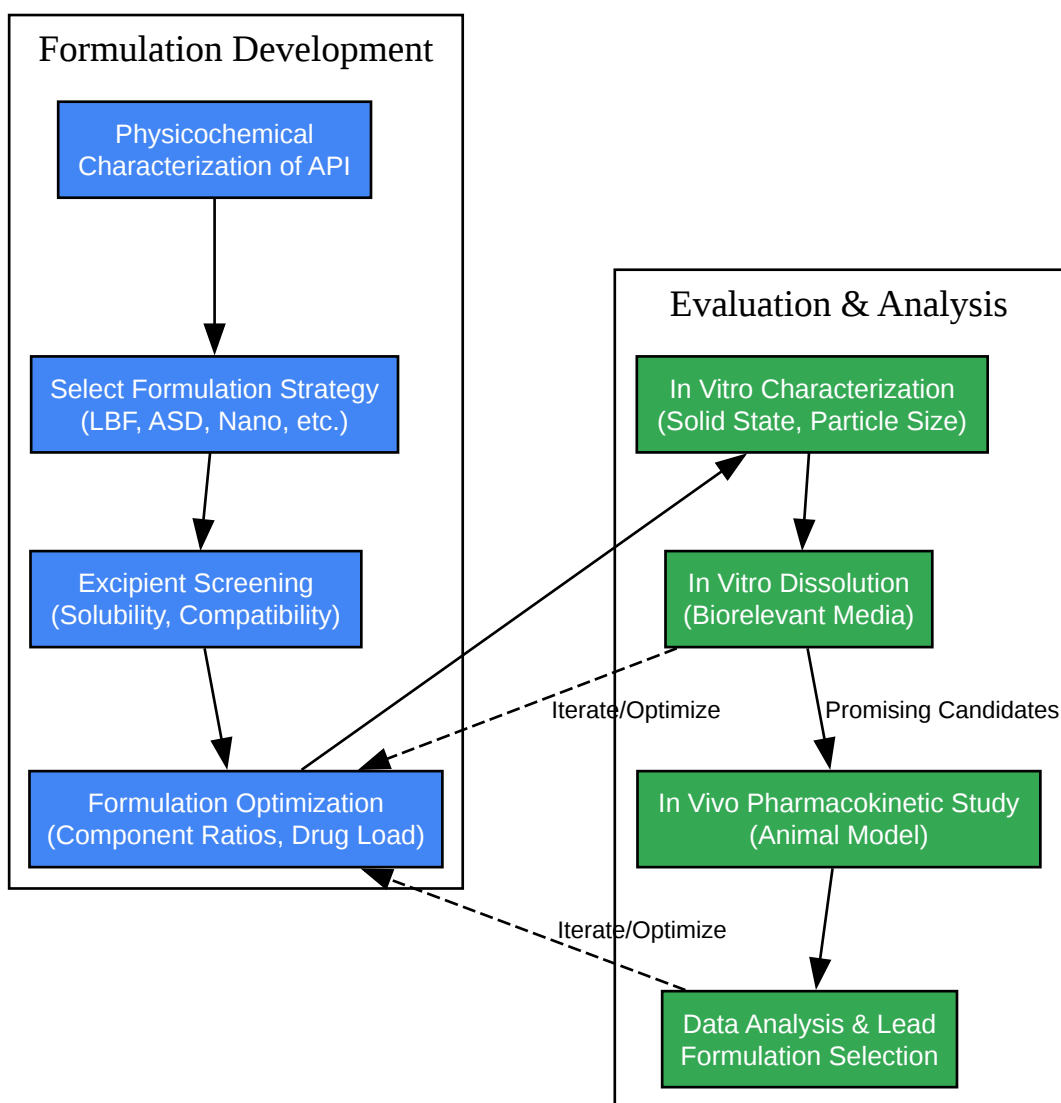 Formulation Development
Physicochemical
Characterization of API
Select Formulation Strategy
(LBF, ASD, Nano, etc.)
Excipient Screening
(Solubility, Compatibility)
Formulation Optimization
(Component Ratios, Drug Load)
Evaluation & Analysis
In Vitro Characterization
(Solid State, Particle Size)
In Vitro Dissolution
(Biorelevant Media)
Iterate/Optimize
Promising Candidates
In Vivo Pharmacokinetic Study
(Animal Model)
Iterate/Optimize
Data Analysis & Lead
Formulation Selection